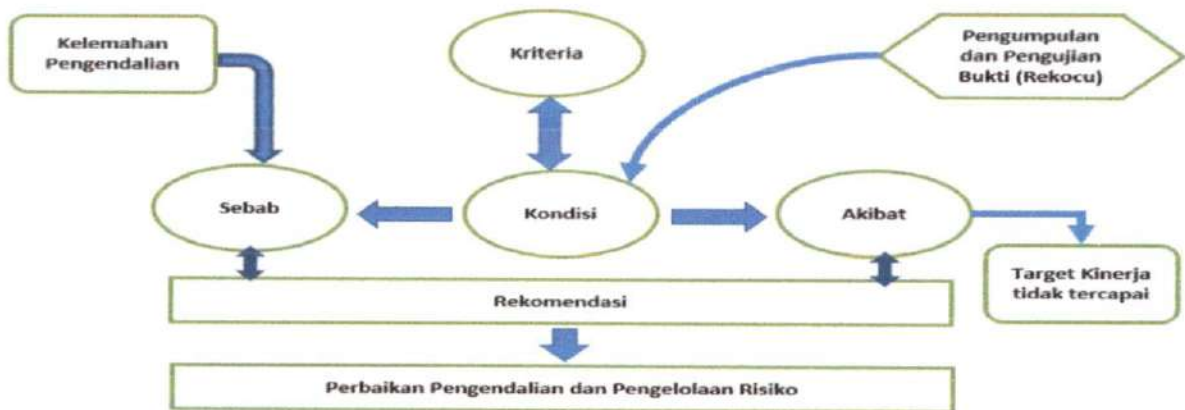 Kelemahan
Pengendalian
Kriteria
Pengumpulan
dan Pengujian
Bukti (Rekocu)
Sebab
Kondisi
Akibat
Target Kinerja
tidak tercapai
Rekomendasi
Perbaikan Pengendalian dan Pengelolaan Risiko